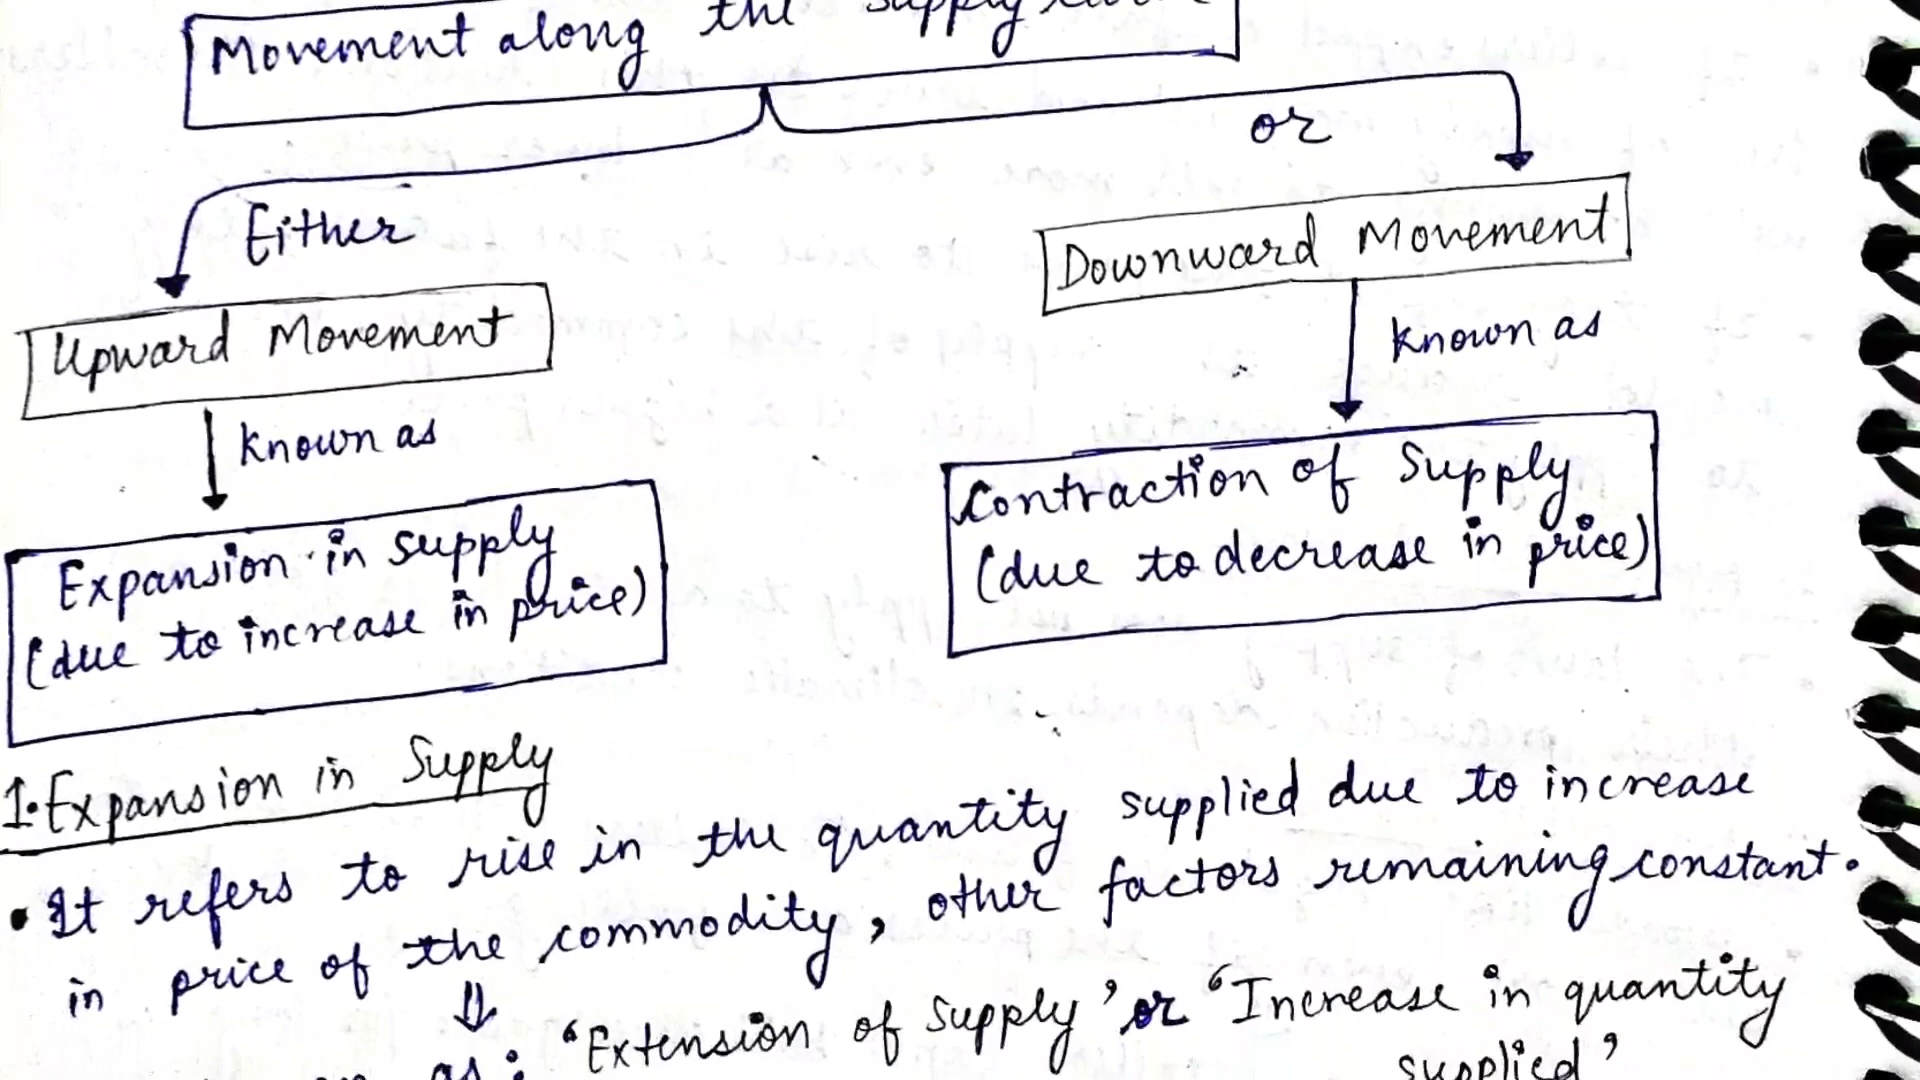 Movement along the supply curve
or
Either
Downward Movement
Upward Movement
Known as
Known as
Contraction of Supply
(due to decrease in price)
Expansion in supply
(due to increase in price)
1. Expansion in Supply
• It refers to rise in the quantity supplied due to increase
in price of the commodity, other factors remaining constant.
⇓
as: 'Extension of Supply' or 'Increase in quantity
supplied'